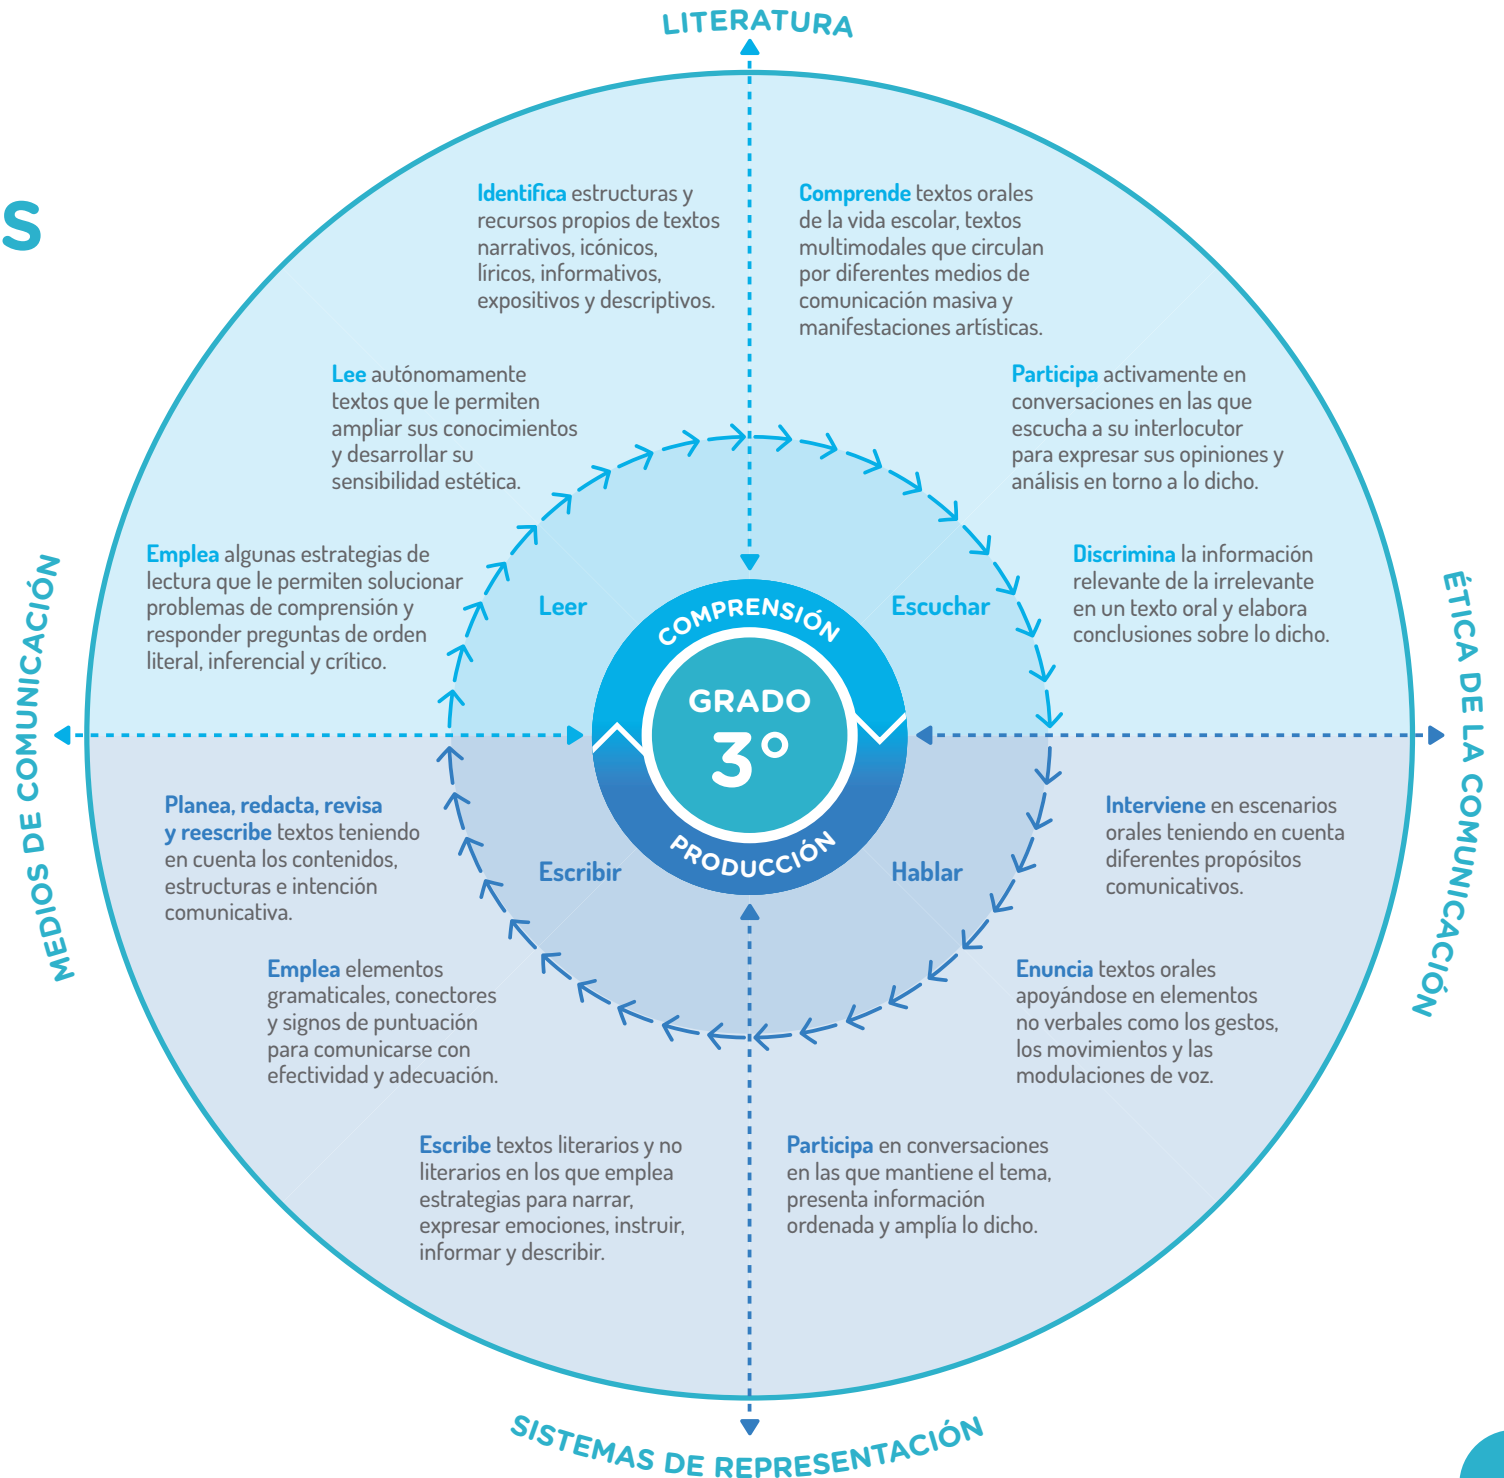 LITERATURA
S
Identifica estructuras y
recursos propios de textos
narrativos, icónicos,
líricos, informativos,
expositivos y descriptivos.
Comprende textos orales
de la vida escolar, textos
multimodales que circulan
por diferentes medios de
comunicación masiva y
manifestaciones artísticas.
Lee autónomamente
textos que le permiten
ampliar sus conocimientos
y desarrollar su
sensibilidad estética.
Participa activamente en
conversaciones en las que
escucha a su interlocutor
para expresar sus opiniones y
análisis en torno a lo dicho.
Emplea algunas estrategias de
lectura que le permiten solucionar
problemas de comprensión y
responder preguntas de orden
literal, inferencial y crítico.
Discrimina la información
relevante de la irrelevante
en un texto oral y elabora
conclusiones sobre lo dicho.
MEDIOS DE COMUNICACIÓN
ÉTICA DE LA COMUNICACIÓN
Leer
Escuchar
COMPRENSIÓN
GRADO
3°
PRODUCCIÓN
Escribir
Hablar
Planea, redacta, revisa
y reescribe textos teniendo
en cuenta los contenidos,
estructuras e intención
comunicativa.
Interviene en escenarios
orales teniendo en cuenta
diferentes propósitos
comunicativos.
Emplea elementos
gramaticales, conectores
y signos de puntuación
para comunicarse con
efectividad y adecuación.
Enuncia textos orales
apoyándose en elementos
no verbales como los gestos,
los movimientos y las
modulaciones de voz.
Escribe textos literarios y no
literarios en los que emplea
estrategias para narrar,
expresar emociones, instruir,
informar y describir.
Participa en conversaciones
en las que mantiene el tema,
presenta información
ordenada y amplía lo dicho.
SISTEMAS DE REPRESENTACIÓN